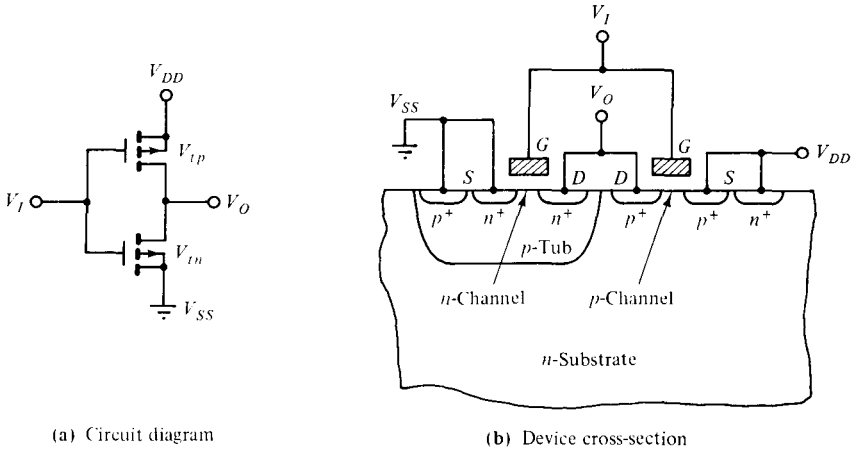 V_DD
V_tp
V_I
V_O
V_tn
V_SS
(a) Circuit diagram
V_I
V_O
V_SS
G
G
V_DD
S
D
D
S
p+
n+
n+
p+
p+
n+
p-Tub
n-Channel
p-Channel
n-Substrate
(b) Device cross-section